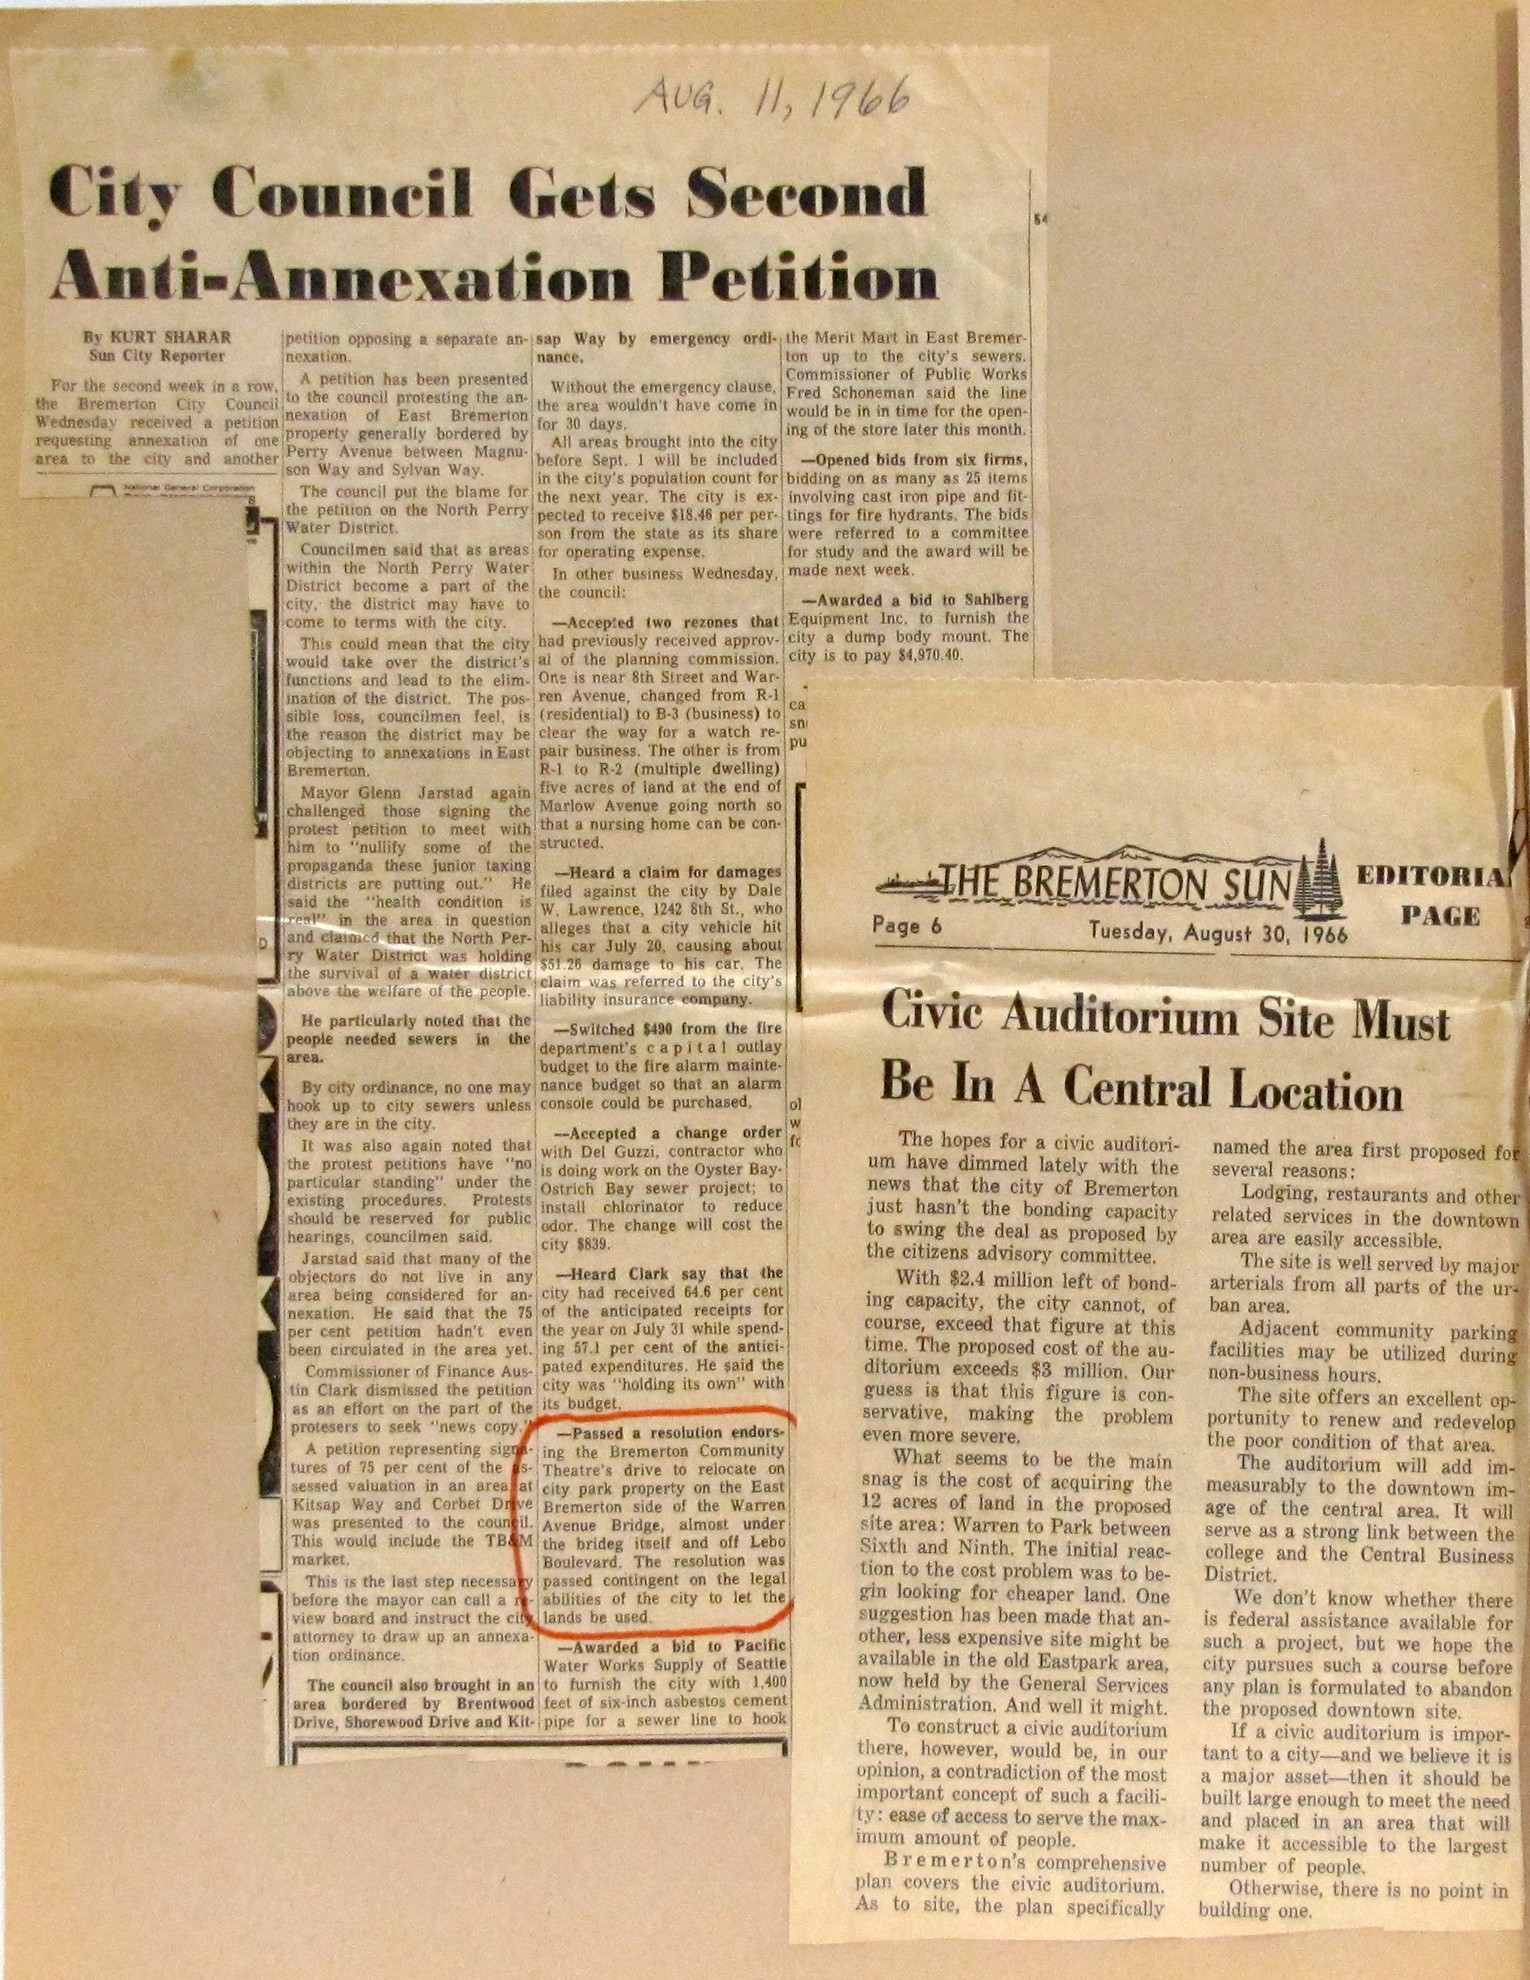 AUG. 11, 1966
City Council Gets Second
Anti-Annexation Petition
By KURT SHARAR
Sun City Reporter
For the second week in a row,
the Bremerton City Council
Wednesday received a petition
requesting annexation of one
area to the city and another
National General Corporation
petition opposing a separate an-
nexation.
A petition has been presented
to the council protesting the an-
nexation of East Bremerton
property generally bordered by
Perry Avenue between Magnu-
son Way and Sylvan Way.
The council put the blame for
the petition on the North Perry
Water District.
Councilmen said that as areas
within the North Perry Water
District become a part of the
city, the district may have to
come to terms with the city.
This could mean that the city
would take over the district's
functions and lead to the elim-
ination of the district. The pos-
sible loss, councilmen feel, is
the reason the district may be
objecting to annexations in East
Bremerton.
Mayor Glenn Jarstad again
challenged those signing the
protest petition to meet with
him to "nullify some of the
propaganda these junior taxing
districts are putting out." He
said the "health condition is
real" in the area in question
and claimed that the North Per-
ry Water District was holding
the survival of a water district
above the welfare of the people.
He particularly noted that the
people needed sewers in the
area.
By city ordinance, no one may
hook up to city sewers unless
they are in the city.
It was also again noted that
the protest petitions have "no
particular standing" under the
existing procedures. Protests
should be reserved for public
hearings, councilmen said.
Jarstad said that many of the
objectors do not live in any
area being considered for an-
nexation. He said that the 75
per cent petition hadn't even
been circulated in the area yet.
Commissioner of Finance Aus-
tin Clark dismissed the petition
as an effort on the part of the
protesers to seek "news copy."
A petition representing signa-
tures of 75 per cent of the as-
sessed valuation in an area at
Kitsap Way and Corbet Drive
was presented to the council.
This would include the TB&M
market.
This is the last step necessary
before the mayor can call a re-
view board and instruct the city
attorney to draw up an annexa-
tion ordinance.
The council also brought in an
area bordered by Brentwood
Drive, Shorewood Drive and Kit-
sap Way by emergency ordi-
nance.
Without the emergency clause,
the area wouldn't have come in
for 30 days.
All areas brought into the city
before Sept. 1 will be included
in the city's population count for
the next year. The city is ex-
pected to receive $18.46 per per-
son from the state as its share
for operating expense.
In other business Wednesday,
the council:
—Accepted two rezones that
had previously received approv-
al of the planning commission.
One is near 8th Street and War-
ren Avenue, changed from R-1
(residential) to B-3 (business) to
clear the way for a watch re-
pair business. The other is from
R-1 to R-2 (multiple dwelling)
five acres of land at the end of
Marlow Avenue going north so
that a nursing home can be con-
structed.
—Heard a claim for damages
filed against the city by Dale
W. Lawrence, 1242 8th St., who
alleges that a city vehicle hit
his car July 20, causing about
$51.26 damage to his car. The
claim was referred to the city's
liability insurance company.
—Switched $490 from the fire
department's capital outlay
budget to the fire alarm mainte-
nance budget so that an alarm
console could be purchased.
—Accepted a change order
with Del Guzzi, contractor who
is doing work on the Oyster Bay-
Ostrich Bay sewer project; to
install chlorinator to reduce
odor. The change will cost the
city $839.
—Heard Clark say that the
city had received 64.6 per cent
of the anticipated receipts for
the year on July 31 while spend-
ing 57.1 per cent of the antici-
pated expenditures. He said the
city was "holding its own" with
its budget.
—Passed a resolution endors-
ing the Bremerton Community
Theatre's drive to relocate on
city park property on the East
Bremerton side of the Warren
Avenue Bridge, almost under
the brideg itself and off Lebo
Boulevard. The resolution was
passed contingent on the legal
abilities of the city to let the
lands be used.
—Awarded a bid to Pacific
Water Works Supply of Seattle
to furnish the city with 1,400
feet of six-inch asbestos cement
pipe for a sewer line to hook
the Merit Mart in East Bremer-
ton up to the city's sewers.
Commissioner of Public Works
Fred Schoneman said the line
would be in in time for the open-
ing of the store later this month.
—Opened bids from six firms,
bidding on as many as 25 items
involving cast iron pipe and fit-
tings for fire hydrants. The bids
were referred to a committee
for study and the award will be
made next week.
—Awarded a bid to Sahlberg
Equipment Inc. to furnish the
city a dump body mount. The
city is to pay $4,970.40.
THE BREMERTON SUN
EDITORIA
PAGE
Page 6
Tuesday, August 30, 1966
Civic Auditorium Site Must
Be In A Central Location
The hopes for a civic auditori-
um have dimmed lately with the
news that the city of Bremerton
just hasn't the bonding capacity
to swing the deal as proposed by
the citizens advisory committee.
With $2.4 million left of bond-
ing capacity, the city cannot, of
course, exceed that figure at this
time. The proposed cost of the au-
ditorium exceeds $3 million. Our
guess is that this figure is con-
servative, making the problem
even more severe.
What seems to be the main
snag is the cost of acquiring the
12 acres of land in the proposed
site area: Warren to Park between
Sixth and Ninth. The initial reac-
tion to the cost problem was to be-
gin looking for cheaper land. One
suggestion has been made that an-
other, less expensive site might be
available in the old Eastpark area,
now held by the General Services
Administration. And well it might.
To construct a civic auditorium
there, however, would be, in our
opinion, a contradiction of the most
important concept of such a facili-
ty: ease of access to serve the max-
imum amount of people.
Bremerton's comprehensive
plan covers the civic auditorium.
As to site, the plan specifically
named the area first proposed for
several reasons:
Lodging, restaurants and other
related services in the downtown
area are easily accessible.
The site is well served by major
arterials from all parts of the ur-
ban area.
Adjacent community parking
facilities may be utilized during
non-business hours.
The site offers an excellent op-
portunity to renew and redevelop
the poor condition of that area.
The auditorium will add im-
measurably to the downtown im-
age of the central area. It will
serve as a strong link between the
college and the Central Business
District.
We don't know whether there
is federal assistance available for
such a project, but we hope the
city pursues such a course before
any plan is formulated to abandon
the proposed downtown site.
If a civic auditorium is impor-
tant to a city—and we believe it is
a major asset—then it should be
built large enough to meet the need
and placed in an area that will
make it accessible to the largest
number of people.
Otherwise, there is no point in
building one.